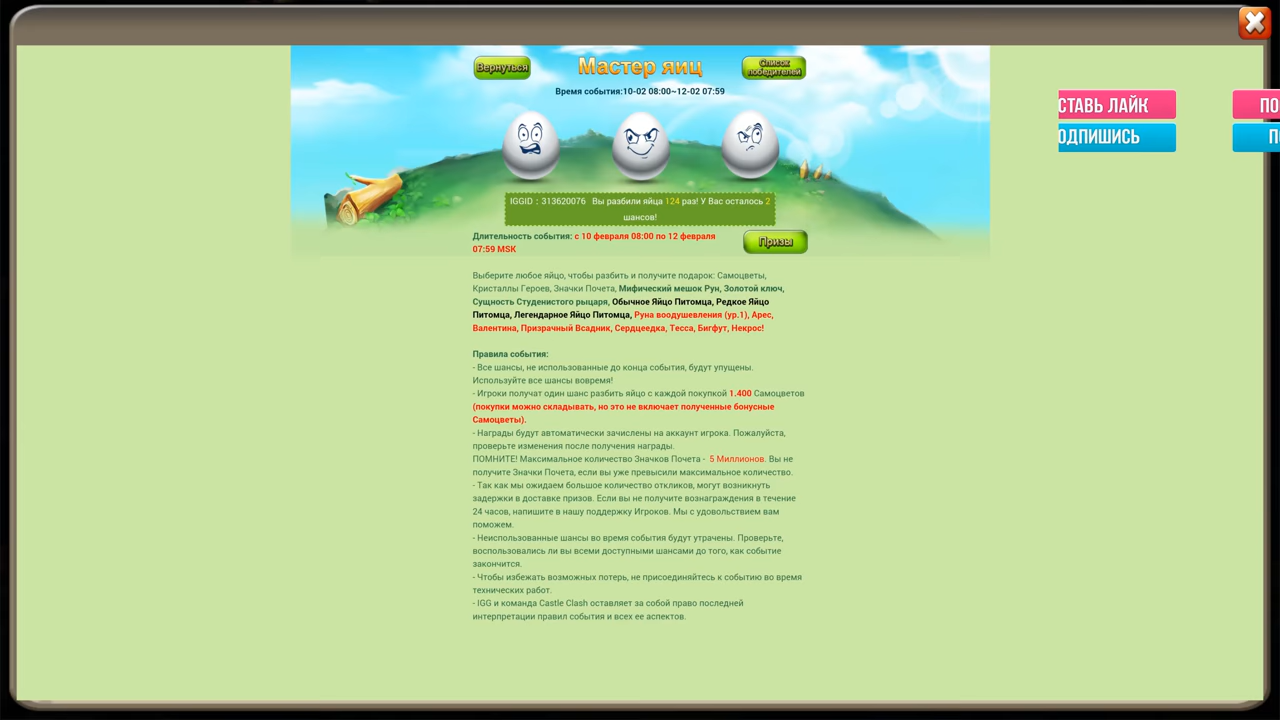 Вернуться
Мастер яиц
Список
победителей
Время события:10-02 08:00~12-02 07:59
СТАВЬ ЛАЙК
ПО
ОДПИШИСЬ
П
IGGID : 313620076 Вы разбили яйца 124 раз! У Вас осталось 2
шансов!
Длительность события: с 10 февраля 08:00 по 12 февраля
07:59 MSK
Призы
Выберите любое яйцо, чтобы разбить и получите подарок: Самоцветы,
Кристаллы Героев, Значки Почета, Мифический мешок Рун, Золотой ключ,
Сущность Студенистого рыцаря, Обычное Яйцо Питомца, Редкое Яйцо
Питомца, Легендарное Яйцо Питомца, Руна воодушевления (ур.1), Арес,
Валентина, Призрачный Всадник, Сердцеедка, Тесса, Бигфут, Некрос!
Правила события:
- Все шансы, не использованные до конца события, будут упущены.
Используйте все шансы вовремя!
- Игроки получат один шанс разбить яйцо с каждой покупкой 1.400 Самоцветов
(покупки можно складывать, но это не включает полученные бонусные
Самоцветы).
- Награды будут автоматически зачислены на аккаунт игрока. Пожалуйста,
проверьте изменения после получения награды.
ПОМНИТЕ! Максимальное количество Значков Почета - 5 Миллионов. Вы не
получите Значки Почета, если вы уже превысили максимальное количество.
- Так как мы ожидаем большое количество откликов, могут возникнуть
задержки в доставке призов. Если вы не получите вознаграждения в течение
24 часов, напишите в нашу поддержку Игроков. Мы с удовольствием вам
поможем.
- Неиспользованные шансы во время события будут утрачены. Проверьте,
воспользовались ли вы всеми доступными шансами до того, как событие
закончится.
- Чтобы избежать возможных потерь, не присоединяйтесь к событию во время
технических работ.
- IGG и команда Castle Clash оставляет за собой право последней
интерпретации правил события и всех ее аспектов.